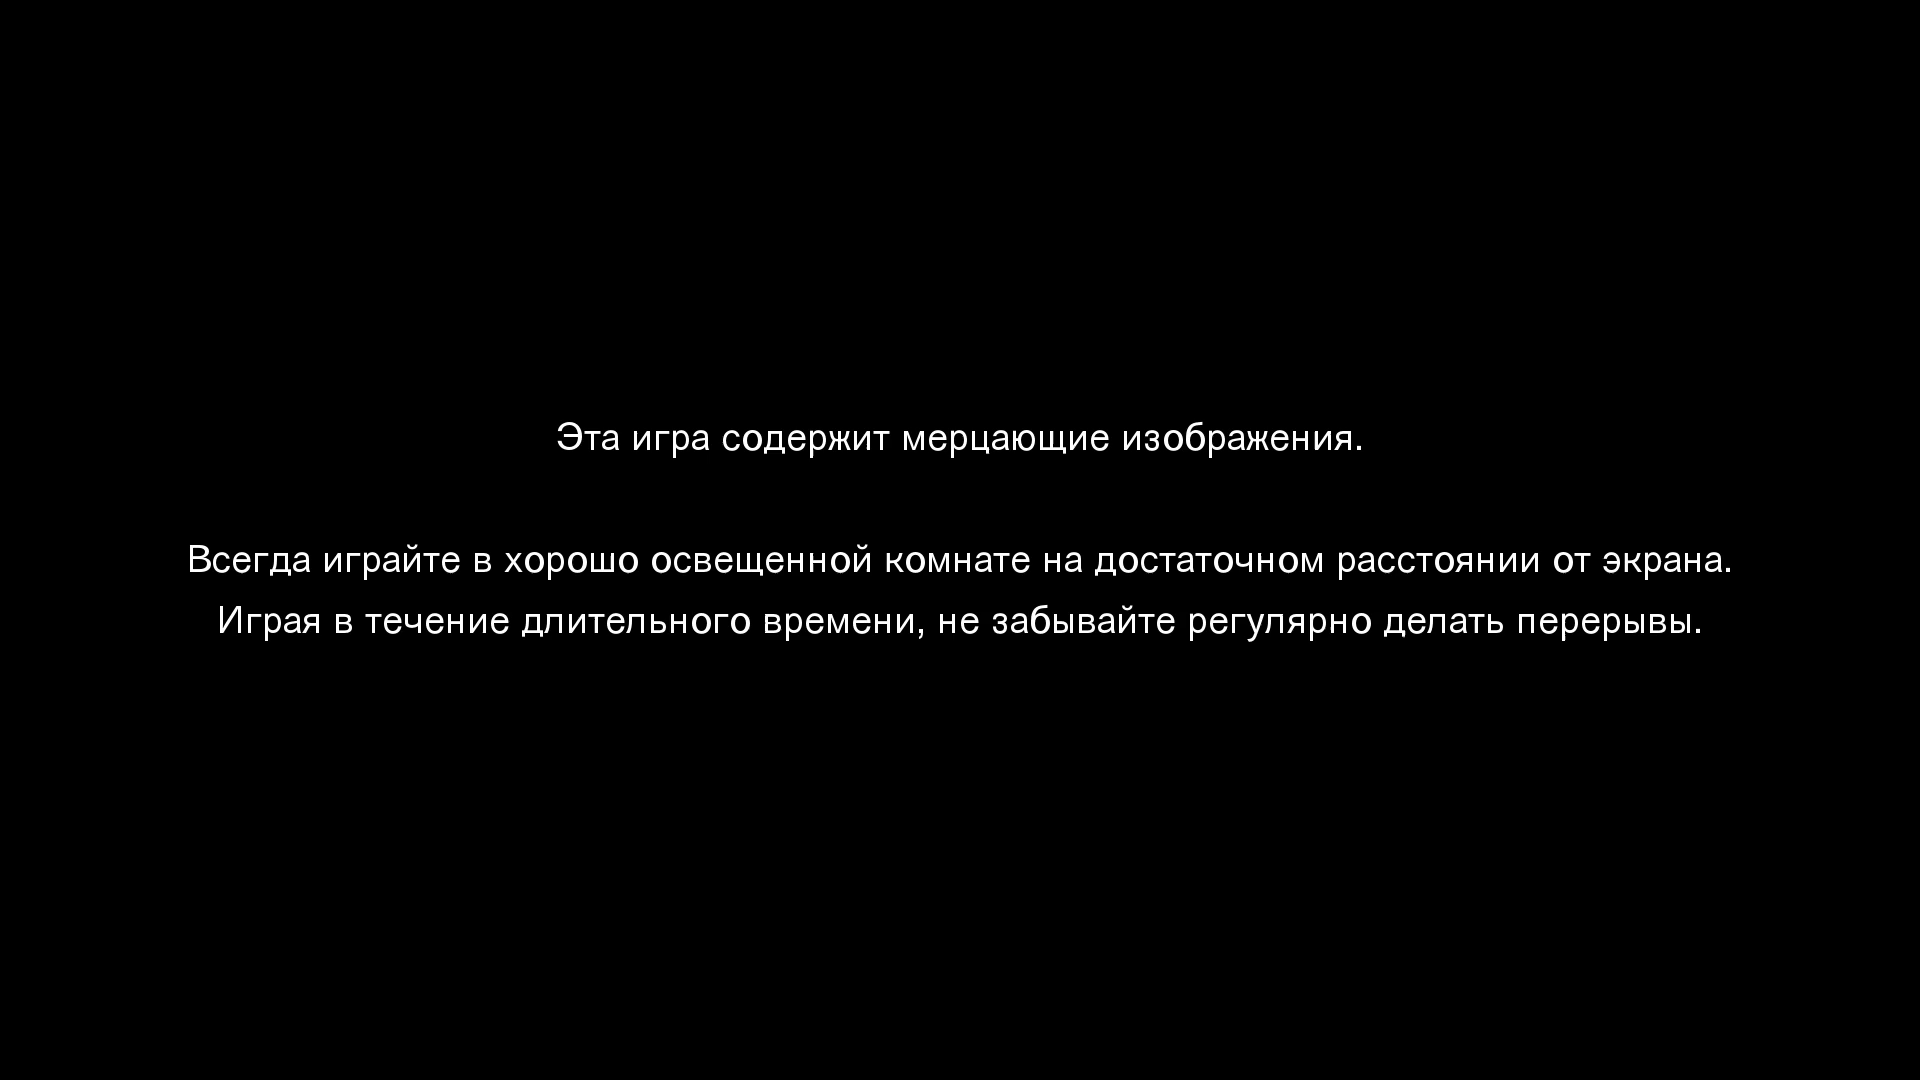 Эта игра содержит мерцающие изображения.
Всегда играйте в хорошо освещенной комнате на достаточном расстоянии от экрана.
Играя в течение длительного времени, не забывайте регулярно делать перерывы.